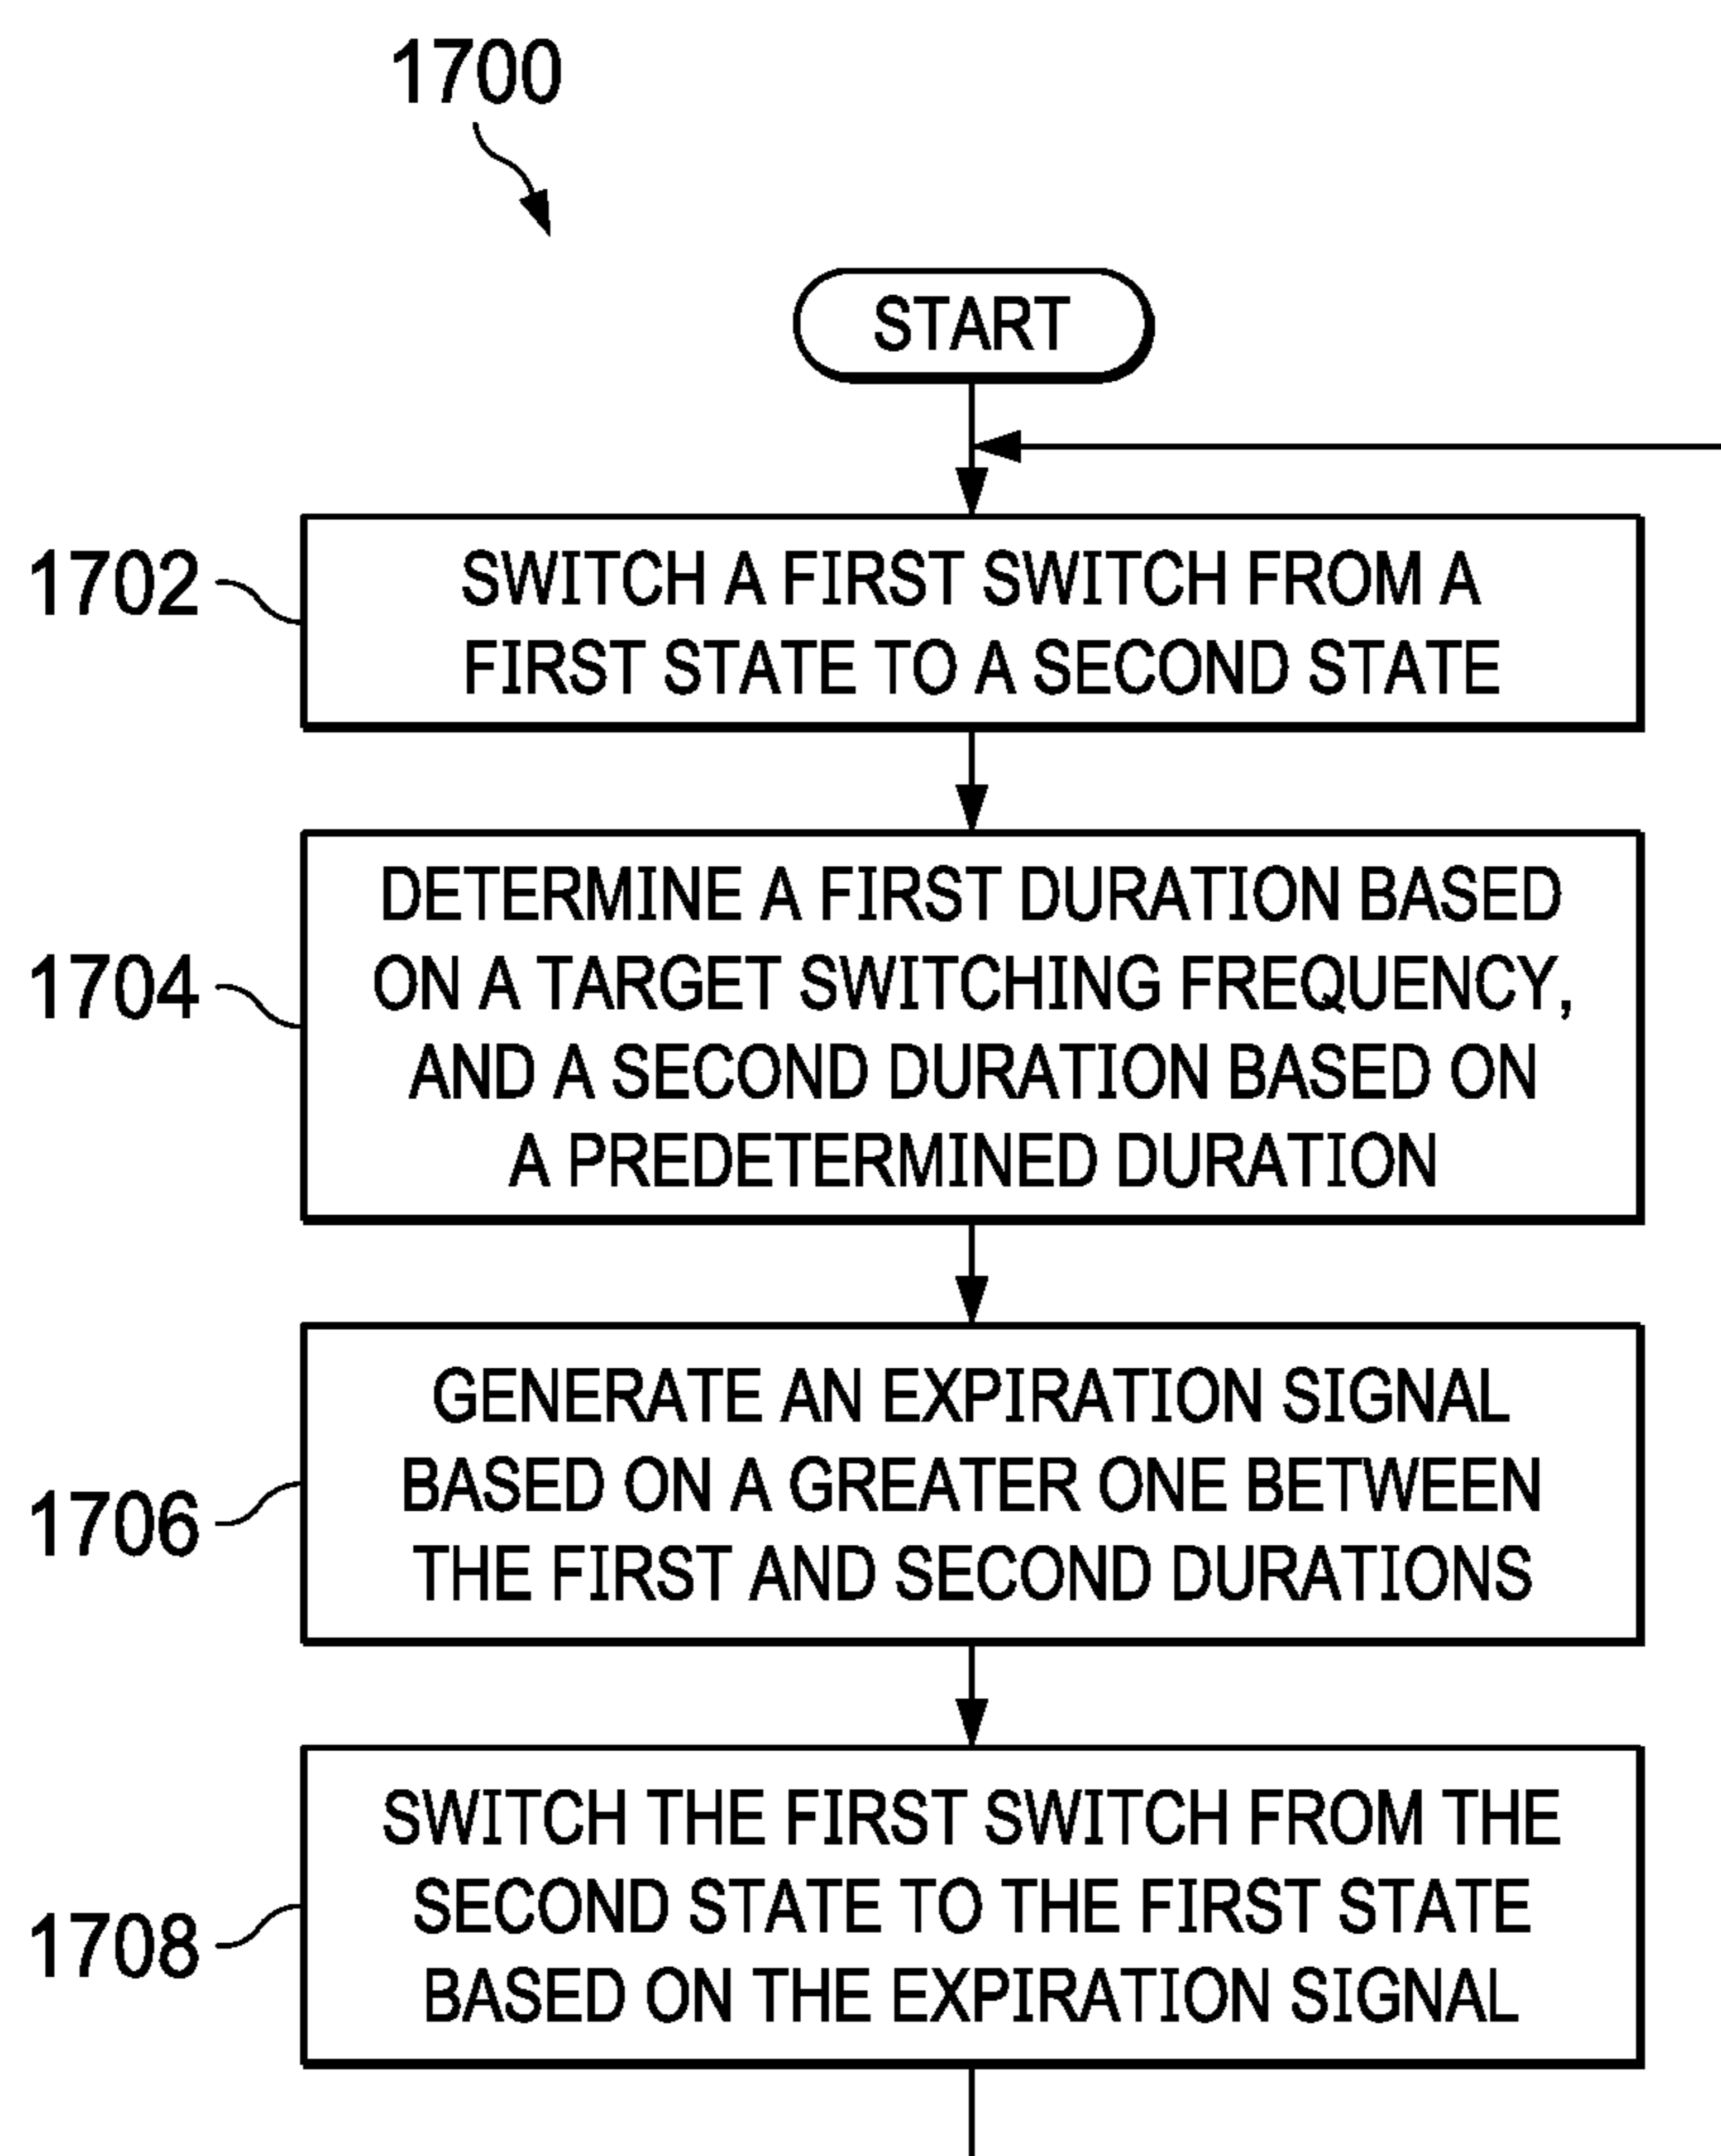 1700
START
1702
SWITCH A FIRST SWITCH FROM A
FIRST STATE TO A SECOND STATE
1704
DETERMINE A FIRST DURATION BASED
ON A TARGET SWITCHING FREQUENCY,
AND A SECOND DURATION BASED ON
A PREDETERMINED DURATION
1706
GENERATE AN EXPIRATION SIGNAL
BASED ON A GREATER ONE BETWEEN
THE FIRST AND SECOND DURATIONS
1708
SWITCH THE FIRST SWITCH FROM THE
SECOND STATE TO THE FIRST STATE
BASED ON THE EXPIRATION SIGNAL